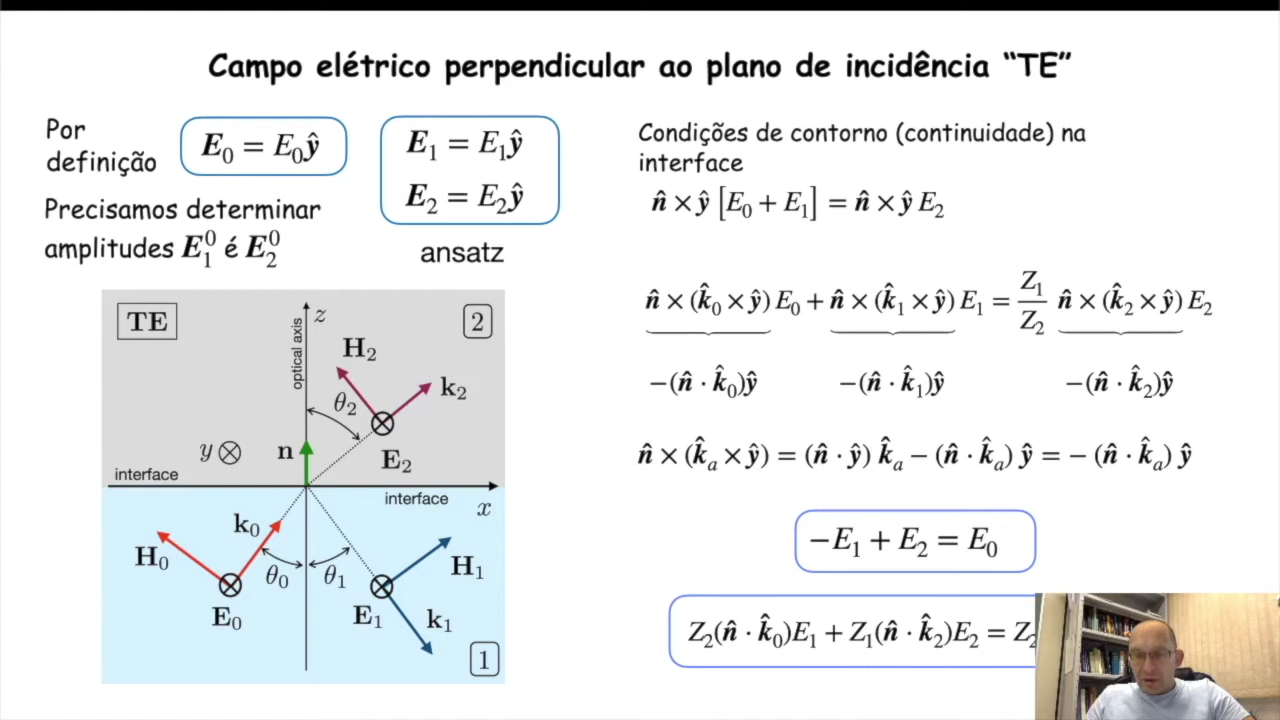 Campo elétrico perpendicular ao plano de incidência “TE”
Por
definição
E₀ = E₀ŷ
E₁ = E₁ŷ
E₂ = E₂ŷ
Precisamos determinar
amplitudes E₁⁰ é E₂⁰
ansatz
Condições de contorno (continuidade) na
interface
n̂ × ŷ [E₀ + E₁] = n̂ × ŷ E₂
n̂ × (k̂₀ × ŷ) E₀ + n̂ × (k̂₁ × ŷ) E₁ = Z₁/Z₂ n̂ × (k̂₂ × ŷ) E₂
−(n̂ · k̂₀)ŷ −(n̂ · k̂₁)ŷ −(n̂ · k̂₂)ŷ
n̂ × (k̂ₐ × ŷ) = (n̂ · ŷ) k̂ₐ − (n̂ · k̂ₐ) ŷ = − (n̂ · k̂ₐ) ŷ
−E₁ + E₂ = E₀
Z₂(n̂ · k̂₀)E₁ + Z₁(n̂ · k̂₂)E₂ = Z₂
TE
optical axis
z
2
H₂
k₂
θ₂
y
n
E₂
interface
interface
x
k₀
H₀
θ₀
θ₁
H₁
E₀
E₁
k₁
1